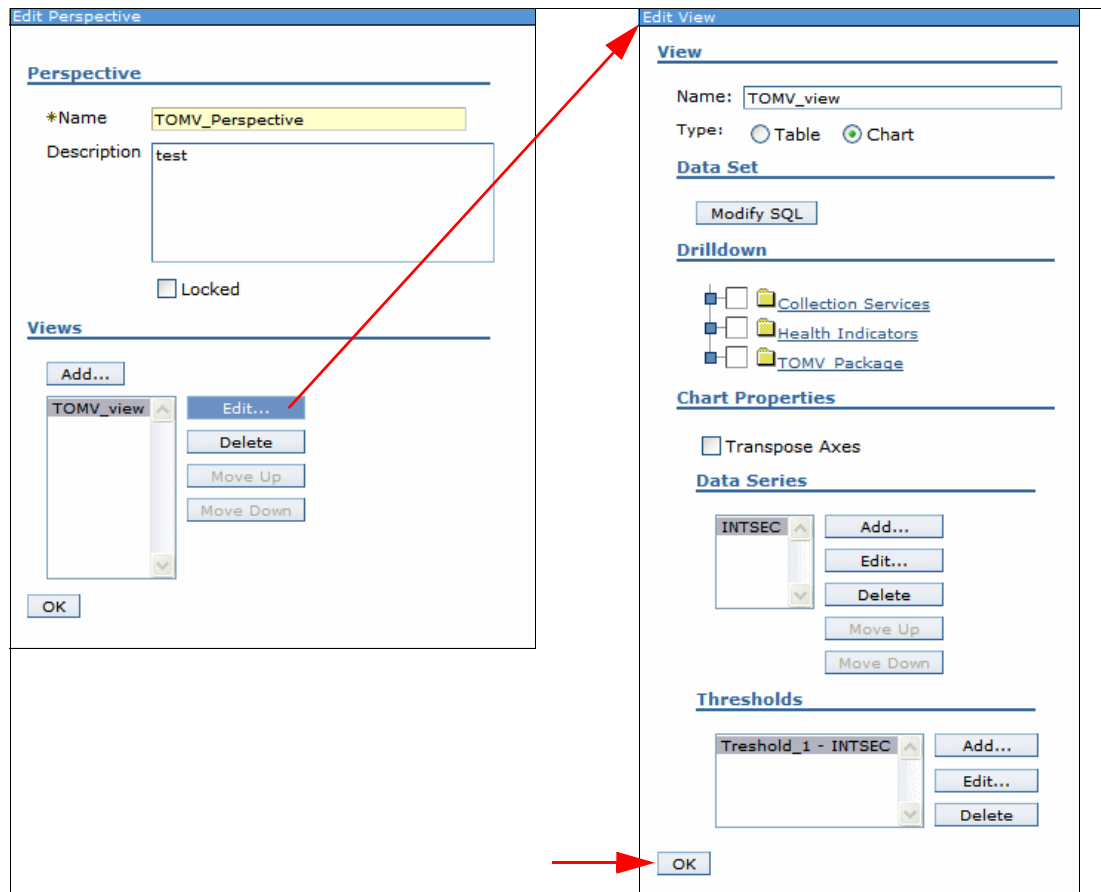 Edit Perspective
Perspective
*Name TOMV_Perspective
Description test
Locked
Views
Add...
TOMV_view
Edit...
Delete
Move Up
Move Down
OK
Edit View
View
Name: TOMV_view
Type: Table Chart
Data Set
Modify SQL
Drilldown
Collection Services
Health Indicators
TOMV Package
Chart Properties
Transpose Axes
Data Series
INTSEC
Add...
Edit...
Delete
Move Up
Move Down
Thresholds
Treshold_1 - INTSEC
Add...
Edit...
Delete
OK